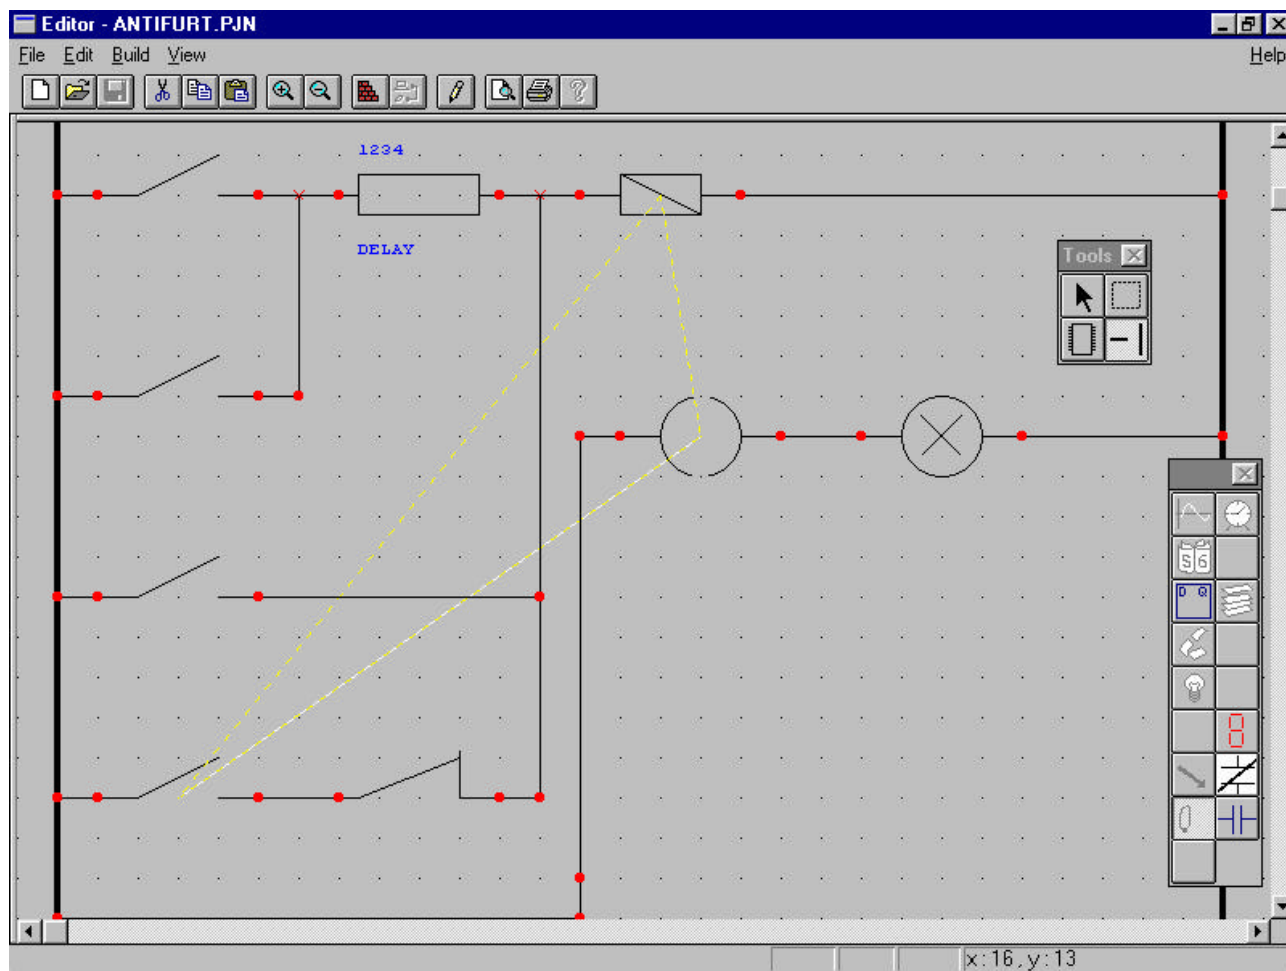 Editor - ANTIFURT.PJN
File Edit Build View Help
1234
DELAY
Tools
S G
D Q
x:16,y:13